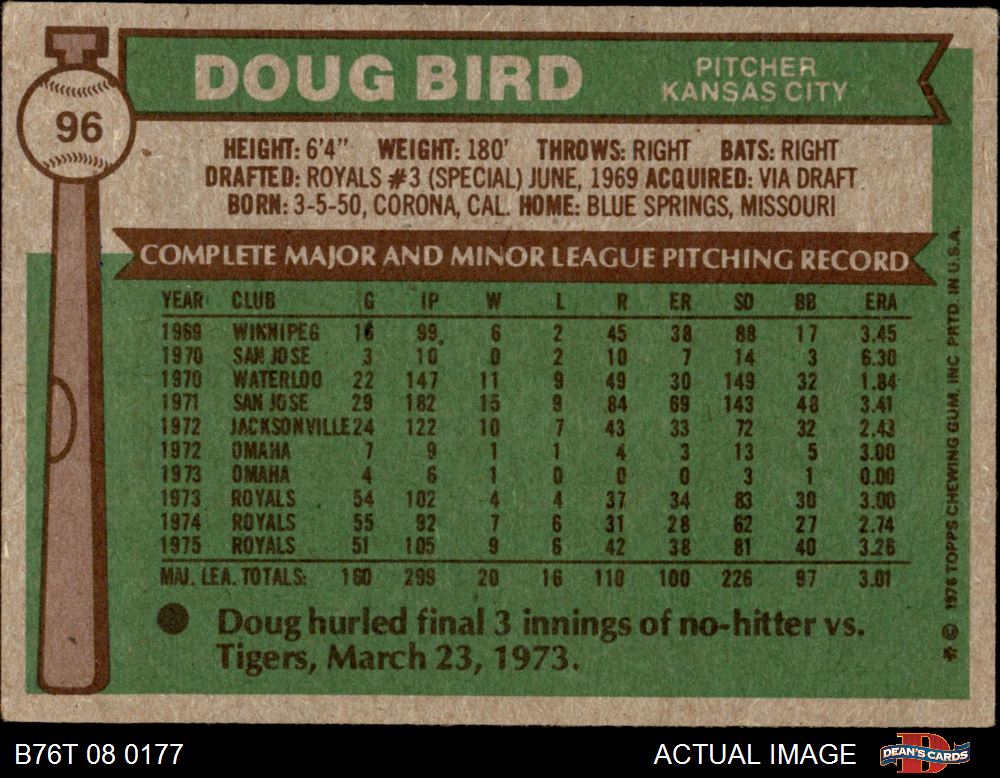 DOUG BIRD
PITCHER
KANSAS CITY
96
HEIGHT: 6'4" WEIGHT: 180' THROWS: RIGHT BATS: RIGHT
DRAFTED: ROYALS #3 (SPECIAL) JUNE, 1969 ACQUIRED: VIA DRAFT
BORN: 3-5-50, CORONA, CAL. HOME: BLUE SPRINGS, MISSOURI
COMPLETE MAJOR AND MINOR LEAGUE PITCHING RECORD
YEAR CLUB G IP W L R ER SO BB ERA
1969 WINNIPEG 16 99 6 2 45 38 88 17 3.45
1970 SAN JOSE 3 10 0 2 10 7 14 3 6.30
1970 WATERLOO 22 147 11 9 49 30 149 32 1.84
1971 SAN JOSE 29 182 15 9 84 69 143 48 3.41
1972 JACKSONVILLE 24 122 10 7 43 33 72 32 2.43
1972 OMAHA 7 9 1 1 4 3 13 5 3.00
1973 OMAHA 4 6 1 0 0 0 3 1 0.00
1973 ROYALS 54 102 4 4 37 34 83 30 3.00
1974 ROYALS 55 92 7 6 31 28 62 27 2.74
1975 ROYALS 51 105 9 6 42 38 81 40 3.26
MAJ. LEA. TOTALS: 160 299 20 16 110 100 226 97 3.01
Doug hurled final 3 innings of no-hitter vs.
Tigers, March 23, 1973.
* © 1976 TOPPS CHEWING GUM, INC PRTD. IN U.S.A.
B76T 08 0177
ACTUAL IMAGE
DEAN'S CARDS